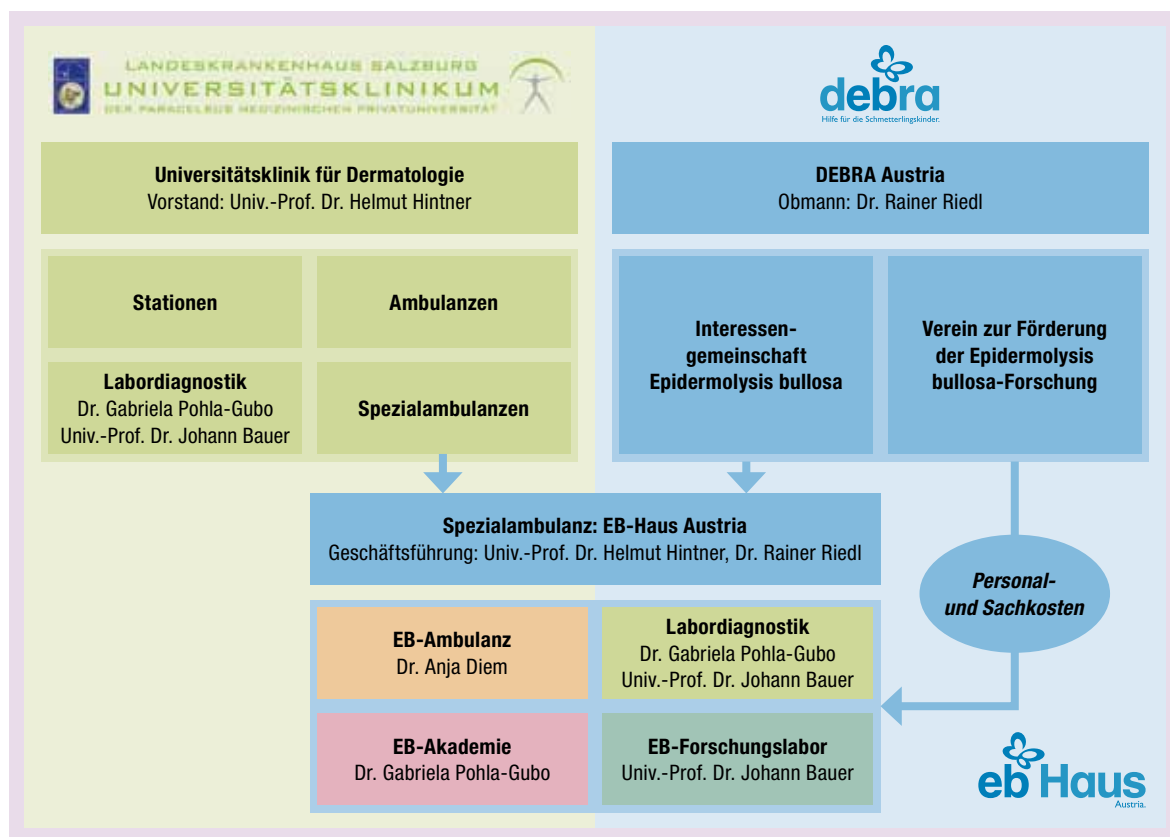 LANDESKRANKENHAUS SALZBURG
UNIVERSITÄTSKLINIKUM
DER PARACELSUS MEDIZINISCHEN PRIVATUNIVERSITÄT
debra
Hilfe für die Schmetterlingskinder.
Universitätsklinik für Dermatologie
Vorstand: Univ.-Prof. Dr. Helmut Hintner
DEBRA Austria
Obmann: Dr. Rainer Riedl
Stationen
Ambulanzen
Labordiagnostik
Dr. Gabriela Pohla-Gubo
Univ.-Prof. Dr. Johann Bauer
Spezialambulanzen
Interessen-
gemeinschaft
Epidermolysis bullosa
Verein zur Förderung
der Epidermolysis
bullosa-Forschung
Spezialambulanz: EB-Haus Austria
Geschäftsführung: Univ.-Prof. Dr. Helmut Hintner, Dr. Rainer Riedl
Personal-
und Sachkosten
EB-Ambulanz
Dr. Anja Diem
Labordiagnostik
Dr. Gabriela Pohla-Gubo
Univ.-Prof. Dr. Johann Bauer
EB-Akademie
Dr. Gabriela Pohla-Gubo
EB-Forschungslabor
Univ.-Prof. Dr. Johann Bauer
eb Haus
Austria.